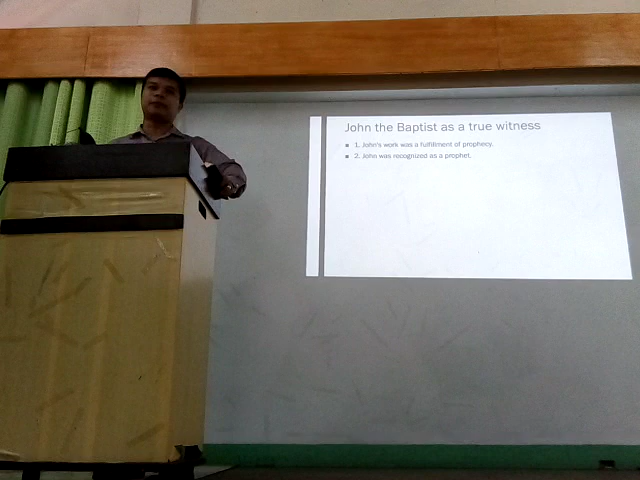 John the Baptist as a true witness
1. John's work was a fulfillment of prophecy.
2. John was recognized as a prophet.